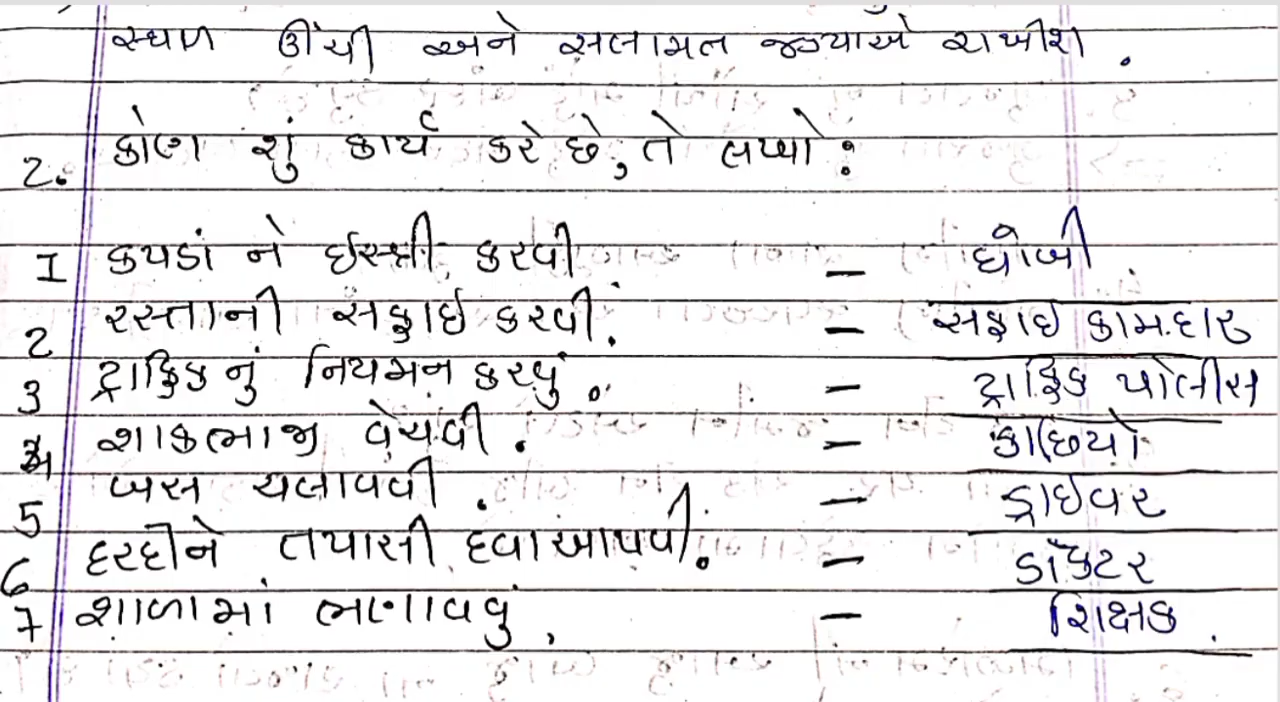 સ્થળ ઊંચી અને સલામત જગ્યાએ રાખીશ.
2. કોણ શું કાર્ય કરે છે, તે લખો:
1 કપડાં ને ઈસ્ત્રી કરવી. – ધોબી
2 રસ્તાની સફાઈ કરવી. – સફાઈ કામદાર
3 ટ્રાફિકનું નિયમન કરવું. – ટ્રાફિક પોલીસ
4 શાકભાજી વેચવી. – કાછિયો
5 બસ ચલાવવી. – ડ્રાઈવર
6 દરદીને તપાસી દવા આપવી. – ડૉક્ટર
7 શાળામાં ભણાવવું. – શિક્ષક.